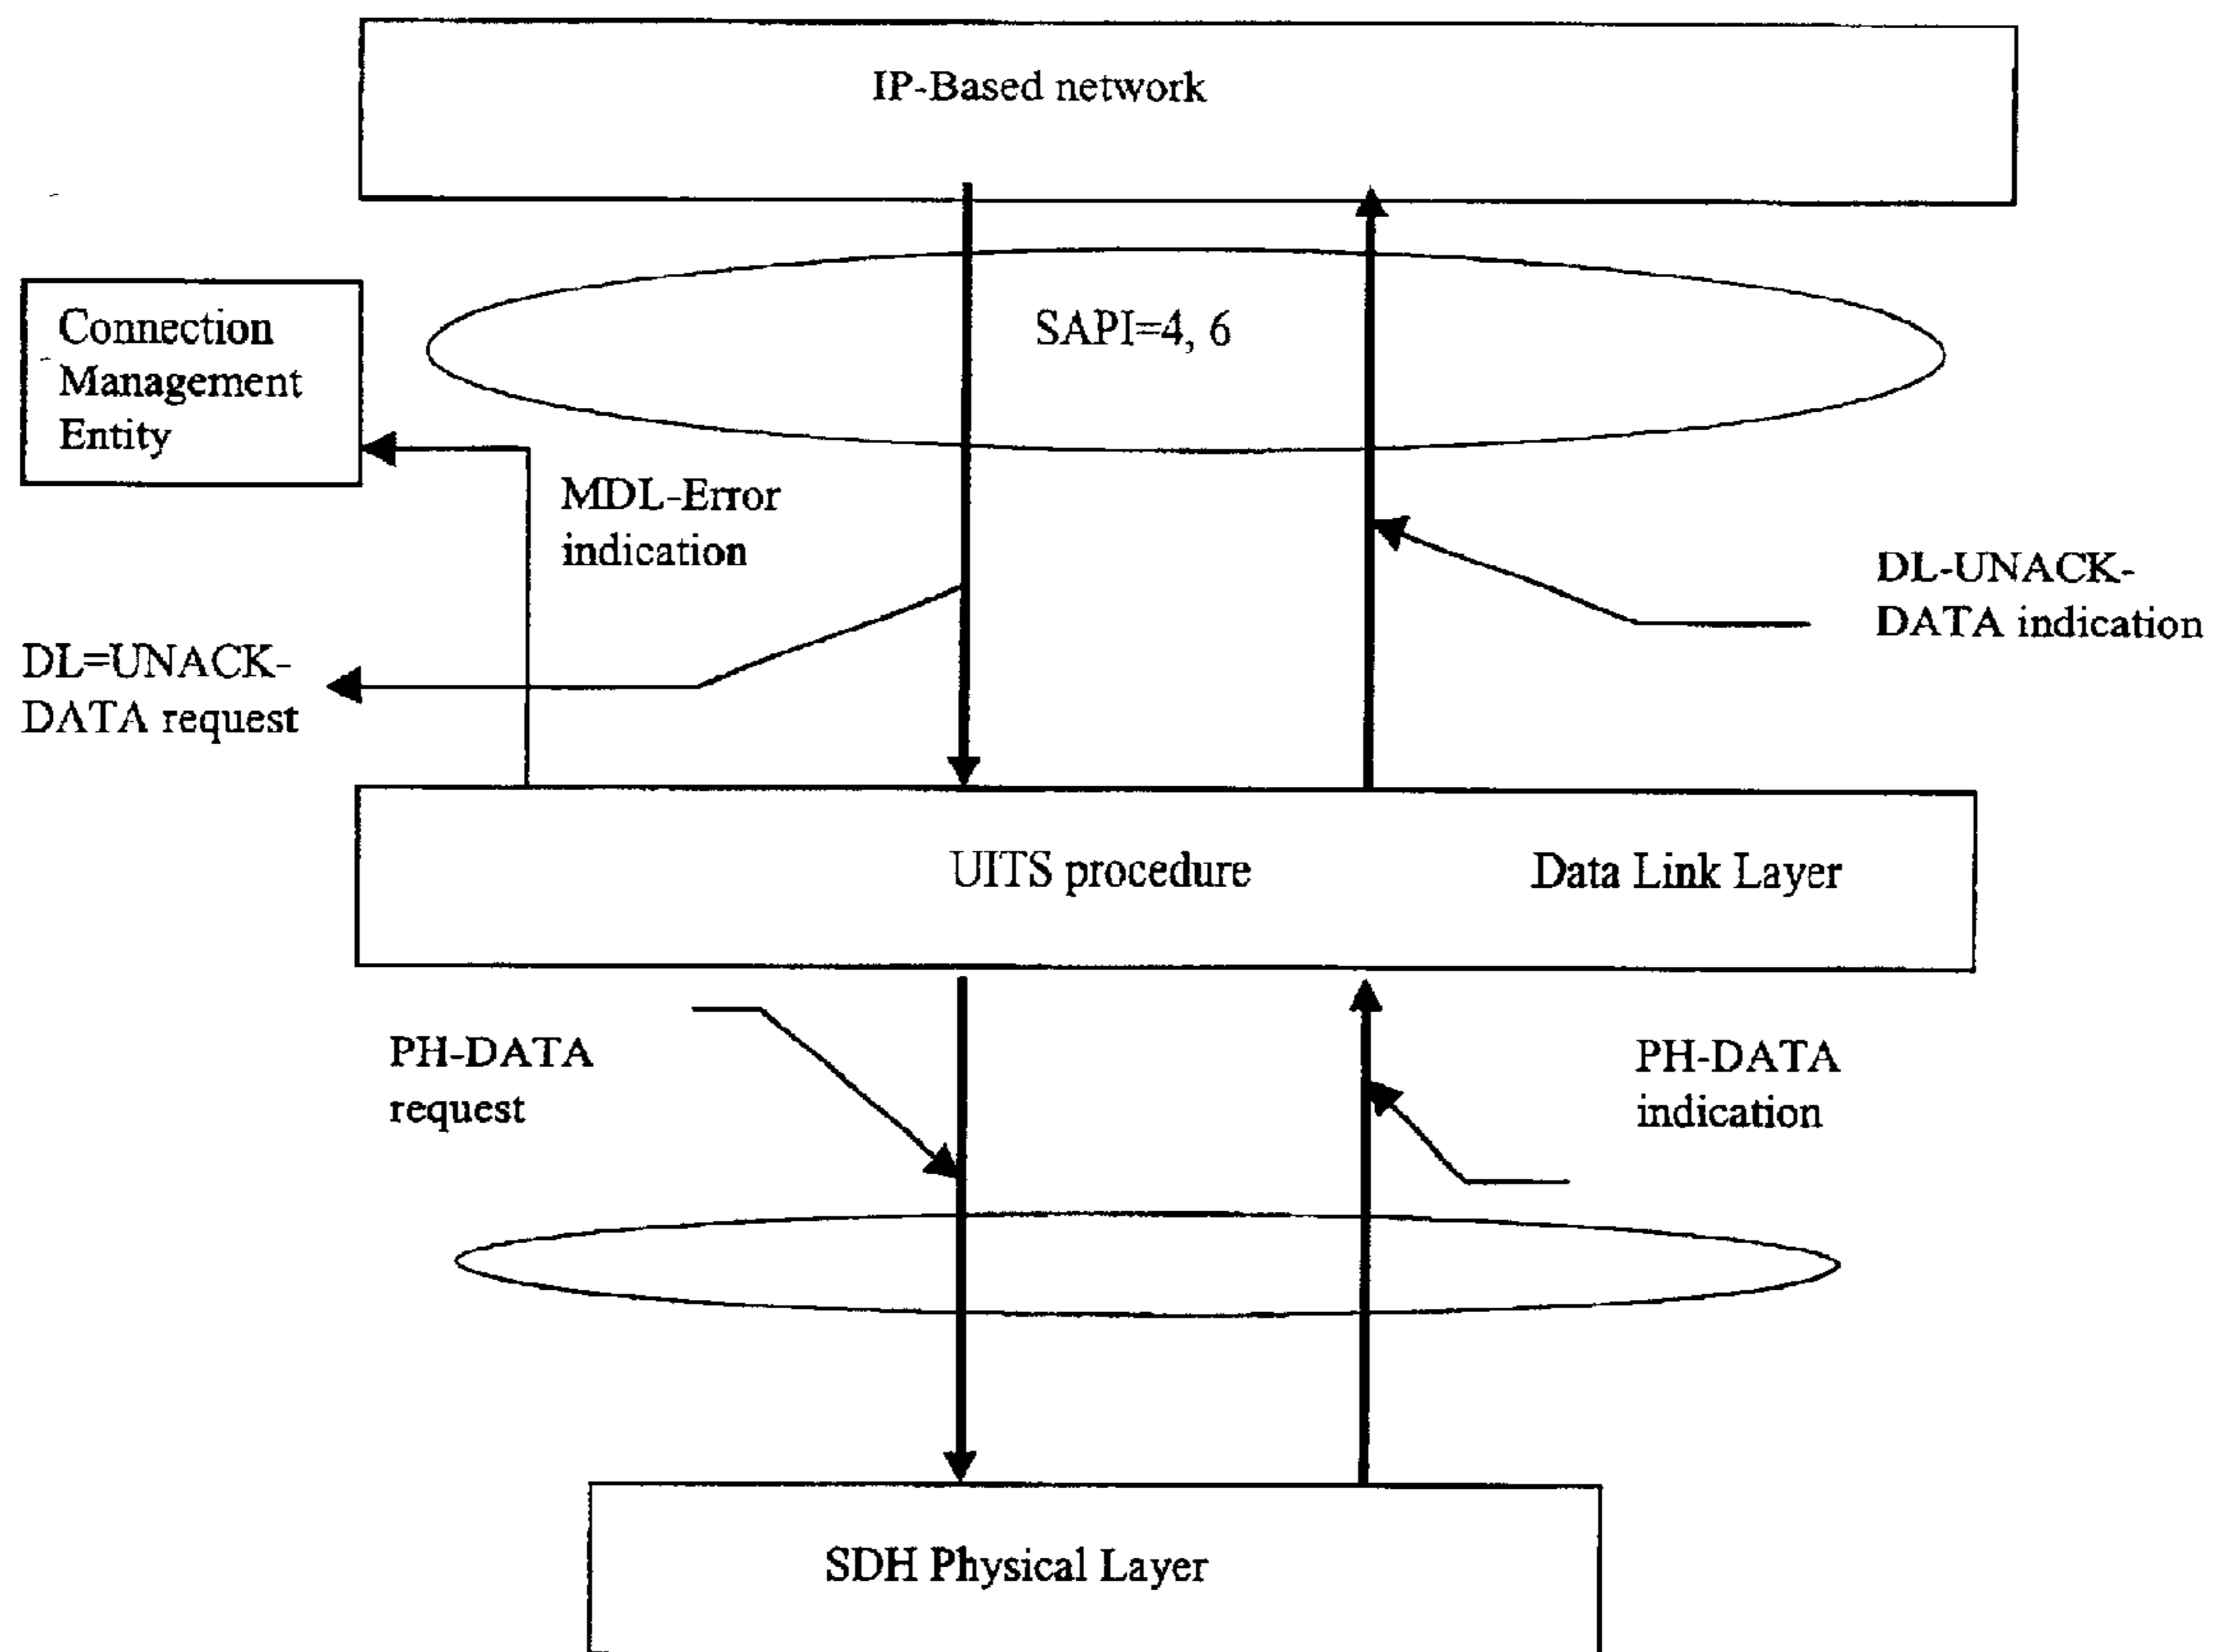 IP-Based network
SAPI=4, 6
Connection
Management
Entity
MDL-Error
indication
DL-UNACK-
DATA indication
DL=UNACK-
DATA request
UITS procedure
Data Link Layer
PH-DATA
request
PH-DATA
indication
SDH Physical Layer